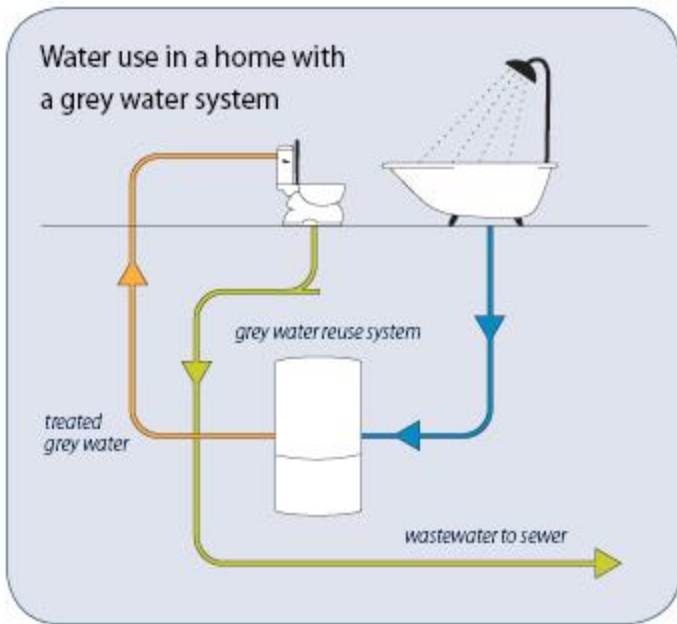 Water use in a home with
a grey water system
grey water reuse system
treated
grey water
wastewater to sewer